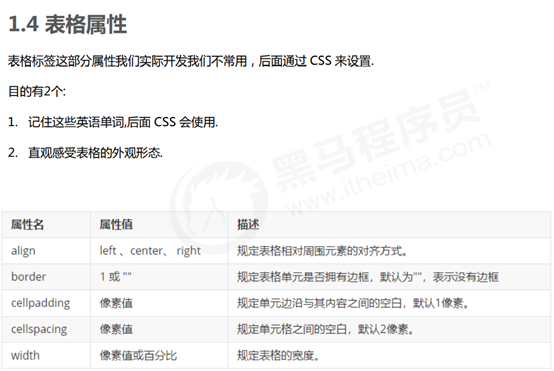 1.4 表格属性
表格标签这部分属性我们实际开发我们不常用，后面通过 CSS 来设置.
目的有2个:
1. 记住这些英语单词,后面 CSS 会使用.
2. 直观感受表格的外观形态.
黑马程序员™
www.itheima.com
属性名 属性值 描述
align left 、center、 right 规定表格相对周围元素的对齐方式。
border 1 或 "" 规定表格单元是否拥有边框，默认为""，表示没有边框
cellpadding 像素值 规定单元边沿与其内容之间的空白，默认1像素。
cellspacing 像素值 规定单元格之间的空白，默认2像素。
width 像素值或百分比 规定表格的宽度。